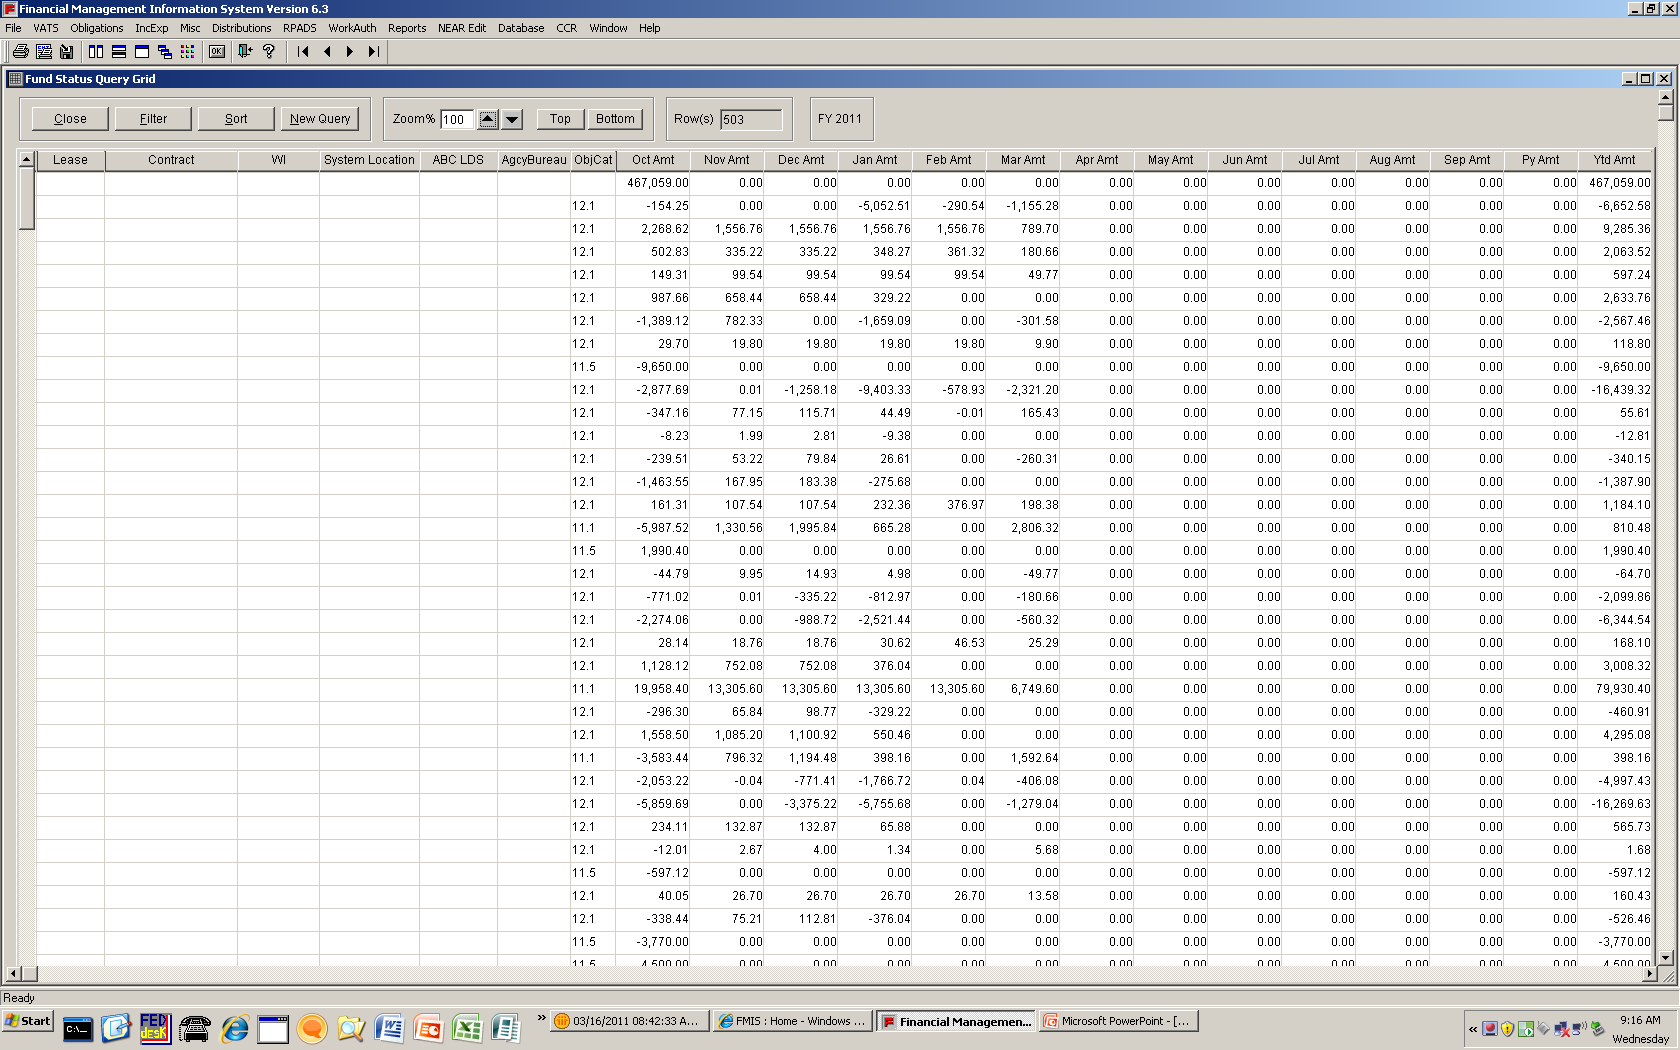 Financial Management Information System Version 6.3
File VATS Obligations IncExp Misc Distributions RPADS WorkAuth Reports NEAR Edit Database CCR Window Help
OK
Fund Status Query Grid
Close Filter Sort New Query Zoom% 100 Top Bottom Row(s) 503 FY 2011
Lease Contract WI System Location ABC LDS AgcyBureau ObjCat Oct Amt Nov Amt Dec Amt Jan Amt Feb Amt Mar Amt Apr Amt May Amt Jun Amt Jul Amt Aug Amt Sep Amt Py Amt Ytd Amt
467,059.00 0.00 0.00 0.00 0.00 0.00 0.00 0.00 0.00 0.00 0.00 0.00 0.00 467,059.00
12.1 -154.25 0.00 0.00 -5,052.51 -290.54 -1,155.28 0.00 0.00 0.00 0.00 0.00 0.00 0.00 -6,652.58
12.1 2,268.62 1,556.76 1,556.76 1,556.76 1,556.76 789.70 0.00 0.00 0.00 0.00 0.00 0.00 0.00 9,285.36
12.1 502.83 335.22 335.22 348.27 361.32 180.66 0.00 0.00 0.00 0.00 0.00 0.00 0.00 2,063.52
12.1 149.31 99.54 99.54 99.54 99.54 49.77 0.00 0.00 0.00 0.00 0.00 0.00 0.00 597.24
12.1 987.66 658.44 658.44 329.22 0.00 0.00 0.00 0.00 0.00 0.00 0.00 0.00 0.00 2,633.76
12.1 -1,389.12 782.33 0.00 -1,659.09 0.00 -301.58 0.00 0.00 0.00 0.00 0.00 0.00 0.00 -2,567.46
12.1 29.70 19.80 19.80 19.80 19.80 9.90 0.00 0.00 0.00 0.00 0.00 0.00 0.00 118.80
11.5 -9,650.00 0.00 0.00 0.00 0.00 0.00 0.00 0.00 0.00 0.00 0.00 0.00 0.00 -9,650.00
12.1 -2,877.69 0.01 -1,258.18 -9,403.33 -578.93 -2,321.20 0.00 0.00 0.00 0.00 0.00 0.00 0.00 -16,439.32
12.1 -347.16 77.15 115.71 44.49 -0.01 165.43 0.00 0.00 0.00 0.00 0.00 0.00 0.00 55.61
12.1 -8.23 1.99 2.81 -9.38 0.00 0.00 0.00 0.00 0.00 0.00 0.00 0.00 0.00 -12.81
12.1 -239.51 53.22 79.84 26.61 0.00 -260.31 0.00 0.00 0.00 0.00 0.00 0.00 0.00 -340.15
12.1 -1,463.55 167.95 183.38 -275.68 0.00 0.00 0.00 0.00 0.00 0.00 0.00 0.00 0.00 -1,387.90
12.1 161.31 107.54 107.54 232.36 376.97 198.38 0.00 0.00 0.00 0.00 0.00 0.00 0.00 1,184.10
11.1 -5,987.52 1,330.56 1,995.84 665.28 0.00 2,806.32 0.00 0.00 0.00 0.00 0.00 0.00 0.00 810.48
11.5 1,990.40 0.00 0.00 0.00 0.00 0.00 0.00 0.00 0.00 0.00 0.00 0.00 0.00 1,990.40
12.1 -44.79 9.95 14.93 4.98 0.00 -49.77 0.00 0.00 0.00 0.00 0.00 0.00 0.00 -64.70
12.1 -771.02 0.01 -335.22 -812.97 0.00 -180.66 0.00 0.00 0.00 0.00 0.00 0.00 0.00 -2,099.86
12.1 -2,274.06 0.00 -988.72 -2,521.44 0.00 -560.32 0.00 0.00 0.00 0.00 0.00 0.00 0.00 -6,344.54
12.1 28.14 18.76 18.76 30.62 46.53 25.29 0.00 0.00 0.00 0.00 0.00 0.00 0.00 168.10
12.1 1,128.12 752.08 752.08 376.04 0.00 0.00 0.00 0.00 0.00 0.00 0.00 0.00 0.00 3,008.32
11.1 19,958.40 13,305.60 13,305.60 13,305.60 13,305.60 6,749.60 0.00 0.00 0.00 0.00 0.00 0.00 0.00 79,930.40
12.1 -296.30 65.84 98.77 -329.22 0.00 0.00 0.00 0.00 0.00 0.00 0.00 0.00 0.00 -460.91
12.1 1,558.50 1,085.20 1,100.92 550.46 0.00 0.00 0.00 0.00 0.00 0.00 0.00 0.00 0.00 4,295.08
11.1 -3,583.44 796.32 1,194.48 398.16 0.00 1,592.64 0.00 0.00 0.00 0.00 0.00 0.00 0.00 398.16
12.1 -2,053.22 -0.04 -771.41 -1,766.72 0.04 -406.08 0.00 0.00 0.00 0.00 0.00 0.00 0.00 -4,997.43
12.1 -5,859.69 0.00 -3,375.22 -5,755.68 0.00 -1,279.04 0.00 0.00 0.00 0.00 0.00 0.00 0.00 -16,269.63
12.1 234.11 132.87 132.87 65.88 0.00 0.00 0.00 0.00 0.00 0.00 0.00 0.00 0.00 565.73
12.1 -12.01 2.67 4.00 1.34 0.00 5.68 0.00 0.00 0.00 0.00 0.00 0.00 0.00 1.68
11.5 -597.12 0.00 0.00 0.00 0.00 0.00 0.00 0.00 0.00 0.00 0.00 0.00 0.00 -597.12
12.1 40.05 26.70 26.70 26.70 26.70 13.58 0.00 0.00 0.00 0.00 0.00 0.00 0.00 160.43
12.1 -338.44 75.21 112.81 -376.04 0.00 0.00 0.00 0.00 0.00 0.00 0.00 0.00 0.00 -526.46
11.5 -3,770.00 0.00 0.00 0.00 0.00 0.00 0.00 0.00 0.00 0.00 0.00 0.00 0.00 -3,770.00
11.5 4,500.00 0.00 0.00 0.00 0.00 0.00 0.00 0.00 0.00 0.00 0.00 0.00 0.00 4,500.00
Ready
Start C:\_ FED desk 03/16/2011 08:42:33 A... FMIS : Home - Windows ... Financial Managemen... Microsoft PowerPoint - [... 9:16 AM
Wednesday